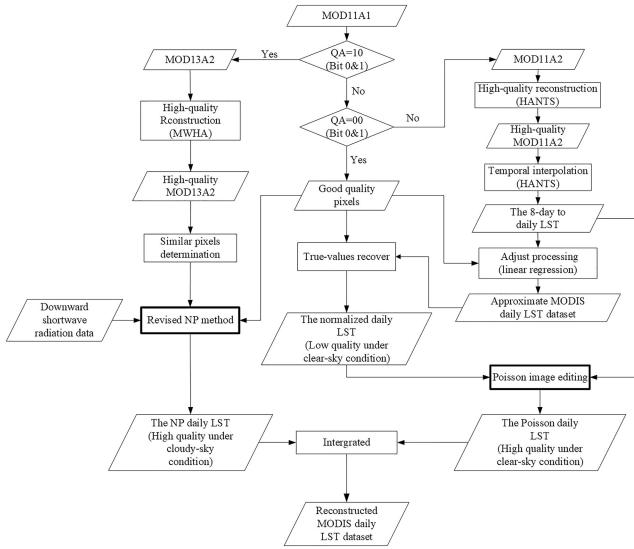 MOD11A1
QA=10
(Bit 0&1)
Yes
MOD13A2
MOD11A2
No
High-quality
Rconstruction
(MWHA)
High-quality reconstruction
(HANTS)
QA=00
(Bit 0&1)
No
High-quality
MOD11A2
Yes
High-quality
MOD13A2
Good quality
pixels
Temporal interpolation
(HANTS)
The 8-day to
daily LST
Similar pixels
determination
True-values recover
Adjust processing
(linear regression)
Downward
shortwave
radiation data
Revised NP method
The normalized daily
LST
(Low quality under
clear-sky condition)
Approximate MODIS
daily LST dataset
Poisson image editing
The NP daily LST
(High quality under
cloudy-sky
condition)
Intergrated
The Poisson daily
LST
(High quality under
clear-sky condition)
Reconstructed
MODIS daily
LST dataset